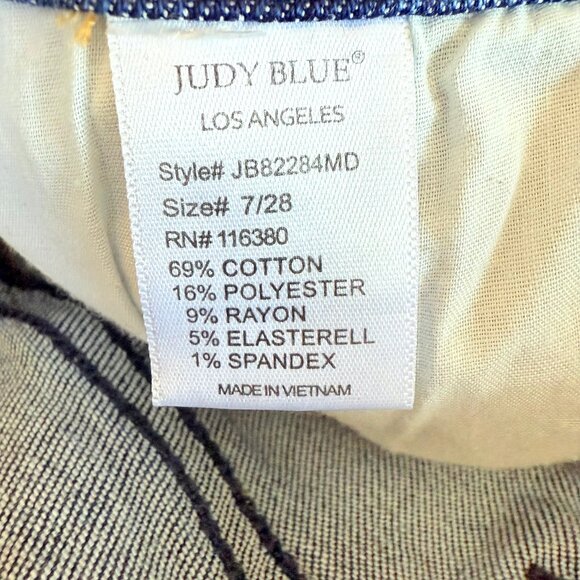 JUDY BLUE®
LOS ANGELES
Style# JB82284MD
Size# 7/28
RN# 116380
69% COTTON
16% POLYESTER
9% RAYON
5% ELASTERELL
1% SPANDEX
MADE IN VIETNAM